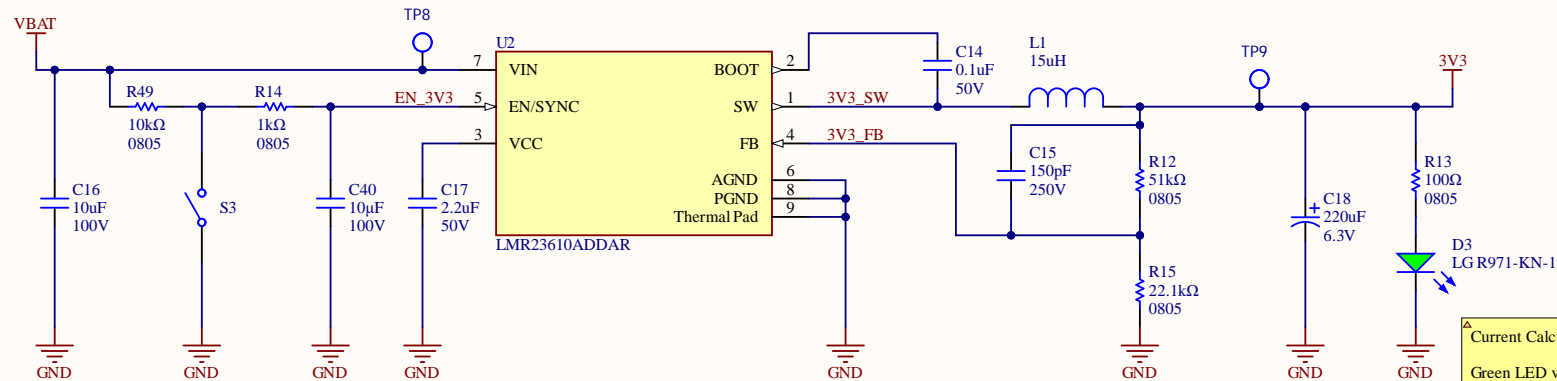 VBAT
TP8
U2
7
VIN
BOOT
2
5
EN/SYNC
SW
1
3
VCC
FB
4
AGND
6
PGND
8
Thermal Pad
9
LMR23610ADDAR
R49
10kΩ
0805
R14
1kΩ
0805
EN_3V3
C16
10uF
100V
S3
C40
10µF
100V
C17
2.2uF
50V
C14
0.1uF
50V
L1
15uH
3V3_SW
3V3_FB
C15
150pF
250V
R12
51kΩ
0805
R15
22.1kΩ
0805
TP9
3V3
C18
220uF
6.3V
R13
100Ω
0805
D3
LG R971-KN-1
GND
GND
GND
GND
GND
GND
GND
GND
Current Calc
Green LED v